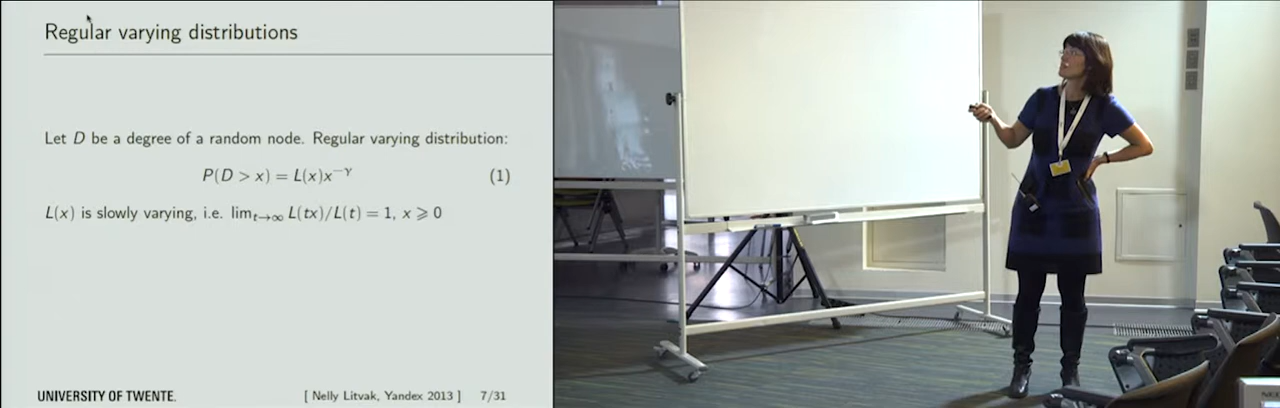 Regular varying distributions
Let D be a degree of a random node. Regular varying distribution:
P(D > x) = L(x)x^{−γ} (1)
L(x) is slowly varying, i.e. lim_{t→∞} L(tx)/L(t) = 1, x ⩾ 0
UNIVERSITY OF TWENTE. [ Nelly Litvak, Yandex 2013 ] 7/31